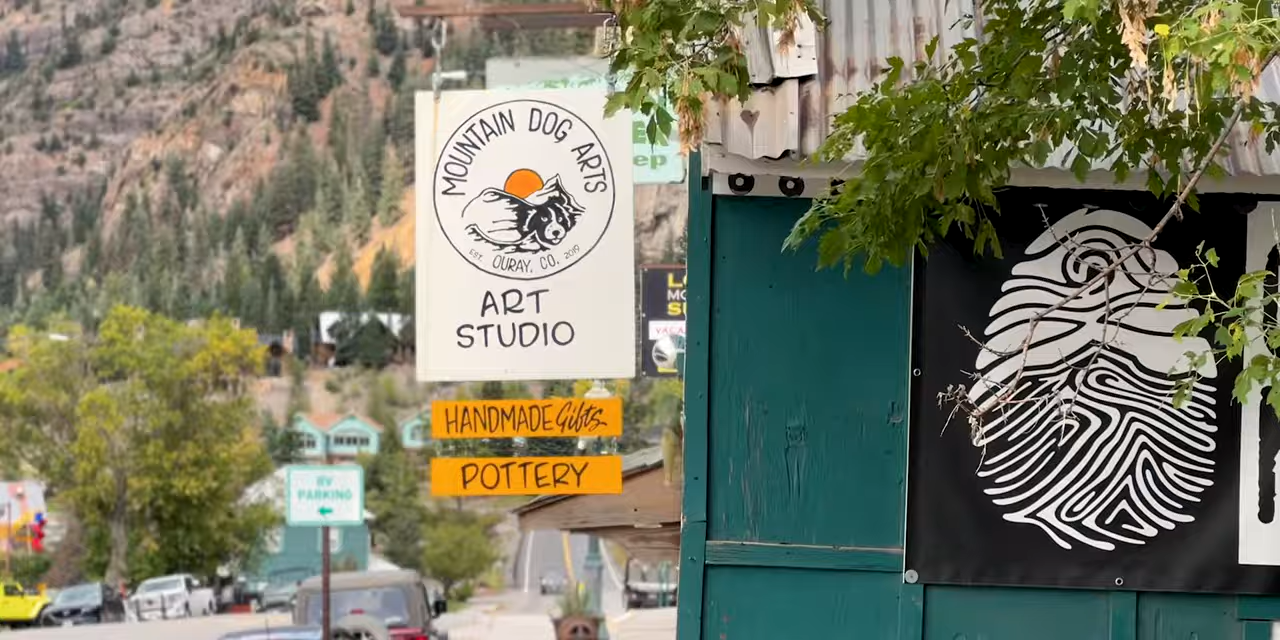 MOUNTAIN DOG ARTS
EST. OURAY, CO. 2019
ART
STUDIO
HANDMADE Gifts
POTTERY
RV
PARKING